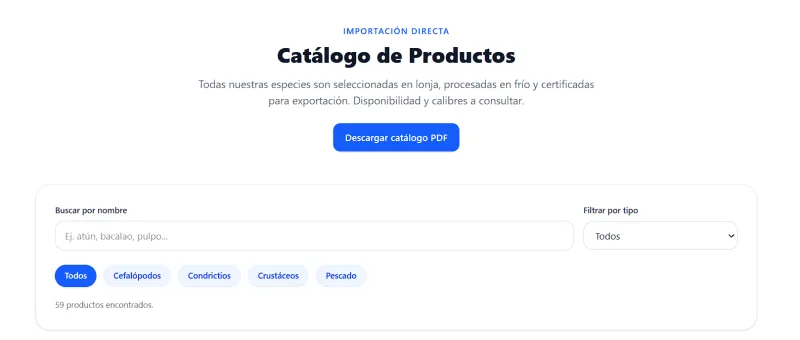 IMPORTACIÓN DIRECTA
Catálogo de Productos
Todas nuestras especies son seleccionadas en lonja, procesadas en frío y certificadas
para exportación. Disponibilidad y calibres a consultar.
Descargar catálogo PDF
Buscar por nombre
Filtrar por tipo
Ej. atún, bacalao, pulpo...
Todos
Todos
Cefalópodos
Condrictios
Crustáceos
Pescado
59 productos encontrados.